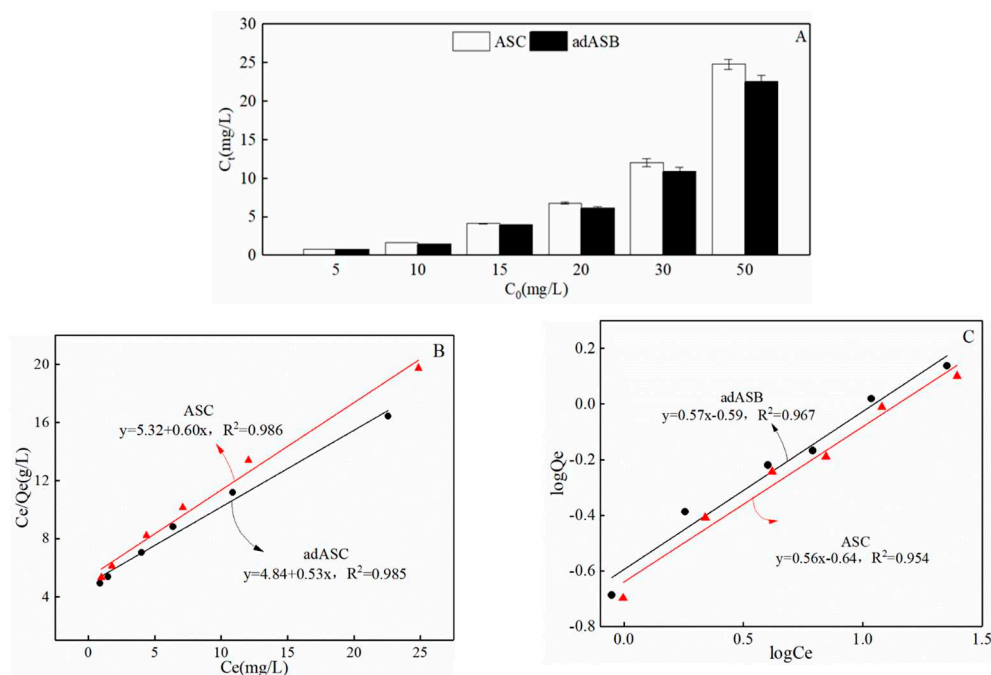 30
25
20
15
10
5
0
C₁(mg/L)
ASC
adASB
A
5
10
15
20
30
50
C₀(mg/L)
20
16
12
8
4
Ce/Qe(g/L)
B
ASC
y=5.32+0.60x, R²=0.986
adASC
y=4.84+0.53x, R²=0.985
0
5
10
15
20
25
Ce(mg/L)
0.2
0.0
-0.2
-0.4
-0.6
-0.8
logQe
C
adASB
y=0.57x-0.59, R²=0.967
ASC
y=0.56x-0.64, R²=0.954
0.0
0.5
1.0
1.5
logCe